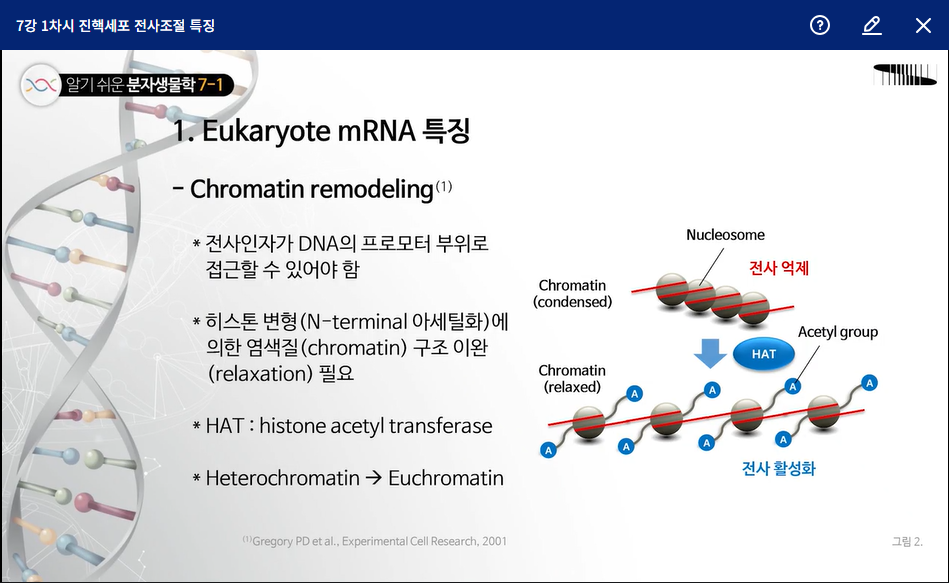 7강 1차시 진핵세포 전사조절 특징
알기 쉬운 분자생물학 7-1
1. Eukaryote mRNA 특징
- Chromatin remodeling(1)
* 전사인자가 DNA의 프로모터 부위로
접근할 수 있어야 함
* 히스톤 변형(N-terminal 아세틸화)에
의한 염색질(chromatin) 구조 이완
(relaxation) 필요
* HAT : histone acetyl transferase
* Heterochromatin → Euchromatin
Nucleosome
전사 억제
Chromatin
(condensed)
Acetyl group
HAT
Chromatin
(relaxed)
A
A
A
A
A
A
A
A
전사 활성화
(1)Gregory PD et al., Experimental Cell Research, 2001
그림 2.